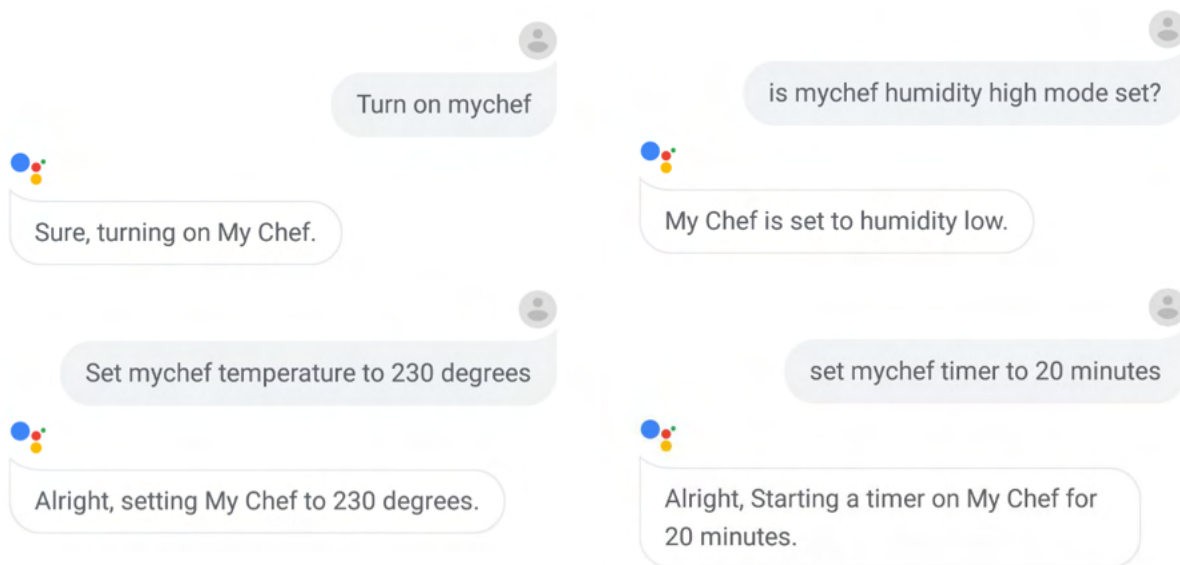 Turn on mychef
Sure, turning on My Chef.
Set mychef temperature to 230 degrees
Alright, setting My Chef to 230 degrees.
is mychef humidity high mode set?
My Chef is set to humidity low.
set mychef timer to 20 minutes
Alright, Starting a timer on My Chef for
20 minutes.